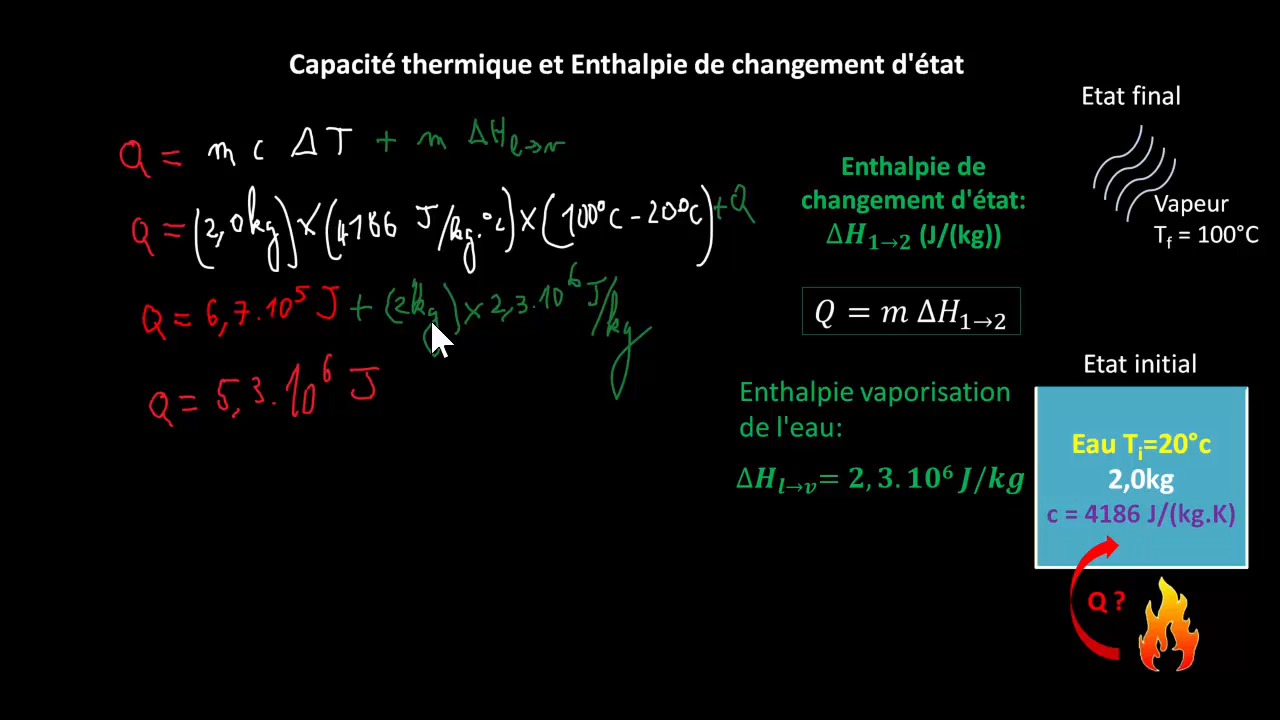 Capacité thermique et Enthalpie de changement d'état
Q = m c ΔT + m ΔH l→v
Q = (2,0kg) × (4186 J/kg.°c) × (100°C - 20°C) + Q
Q = 6,7.10⁵ J + (2kg) × 2,3.10⁶ J/kg
Q = 5,3.10⁶ J
Enthalpie de
changement d'état:
ΔH₁→₂ (J/(kg))
Q = m ΔH₁→₂
Enthalpie vaporisation
de l'eau:
ΔHl→v= 2,3.10⁶ J/kg
Etat final
Vapeur
Tf = 100°C
Etat initial
Eau Ti=20°c
2,0kg
c = 4186 J/(kg.K)
Q ?